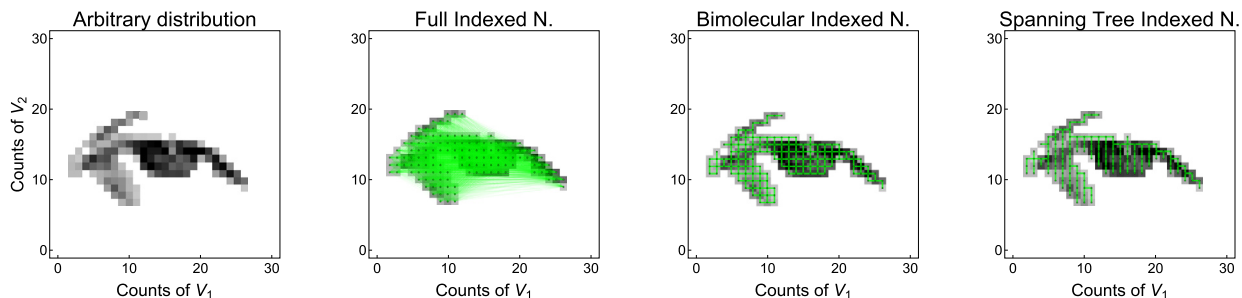 Arbitrary distribution
Full Indexed N.
Bimolecular Indexed N.
Spanning Tree Indexed N.
30
20
10
0
Counts of V2
0 10 20 30
Counts of V1
30
20
10
0
0 10 20 30
Counts of V1
30
20
10
0
0 10 20 30
Counts of V1
30
20
10
0
0 10 20 30
Counts of V1